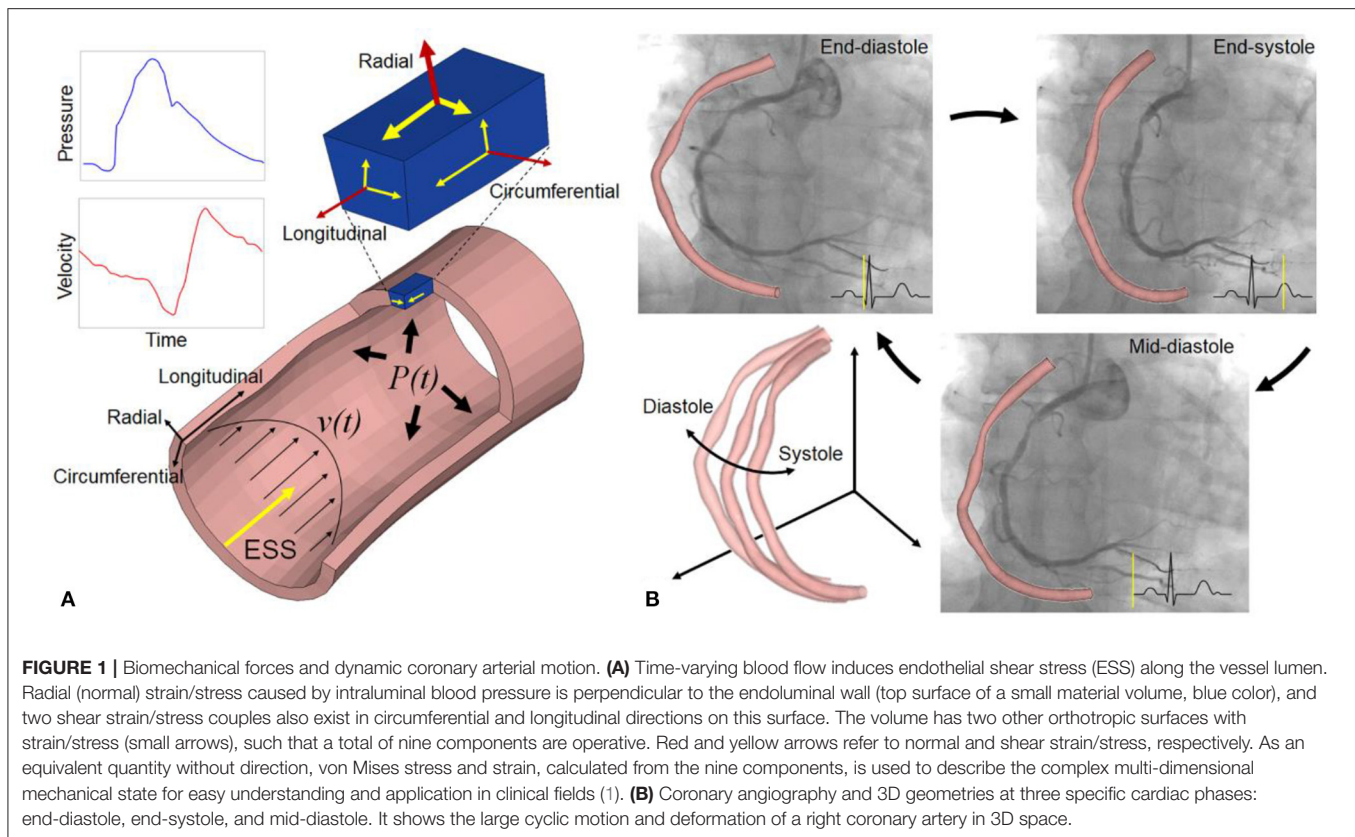 Pressure
Velocity
Time
Radial
Circumferential
Longitudinal
Longitudinal
Radial
Circumferential
P(t)
v(t)
ESS
A
End-diastole
End-systole
Mid-diastole
Diastole
Systole
B
FIGURE 1 | Biomechanical forces and dynamic coronary arterial motion. (A) Time-varying blood flow induces endothelial shear stress (ESS) along the vessel lumen.
Radial (normal) strain/stress caused by intraluminal blood pressure is perpendicular to the endoluminal wall (top surface of a small material volume, blue color), and
two shear strain/stress couples also exist in circumferential and longitudinal directions on this surface. The volume has two other orthotropic surfaces with
strain/stress (small arrows), such that a total of nine components are operative. Red and yellow arrows refer to normal and shear strain/stress, respectively. As an
equivalent quantity without direction, von Mises stress and strain, calculated from the nine components, is used to describe the complex multi-dimensional
mechanical state for easy understanding and application in clinical fields (1). (B) Coronary angiography and 3D geometries at three specific cardiac phases:
end-diastole, end-systole, and mid-diastole. It shows the large cyclic motion and deformation of a right coronary artery in 3D space.